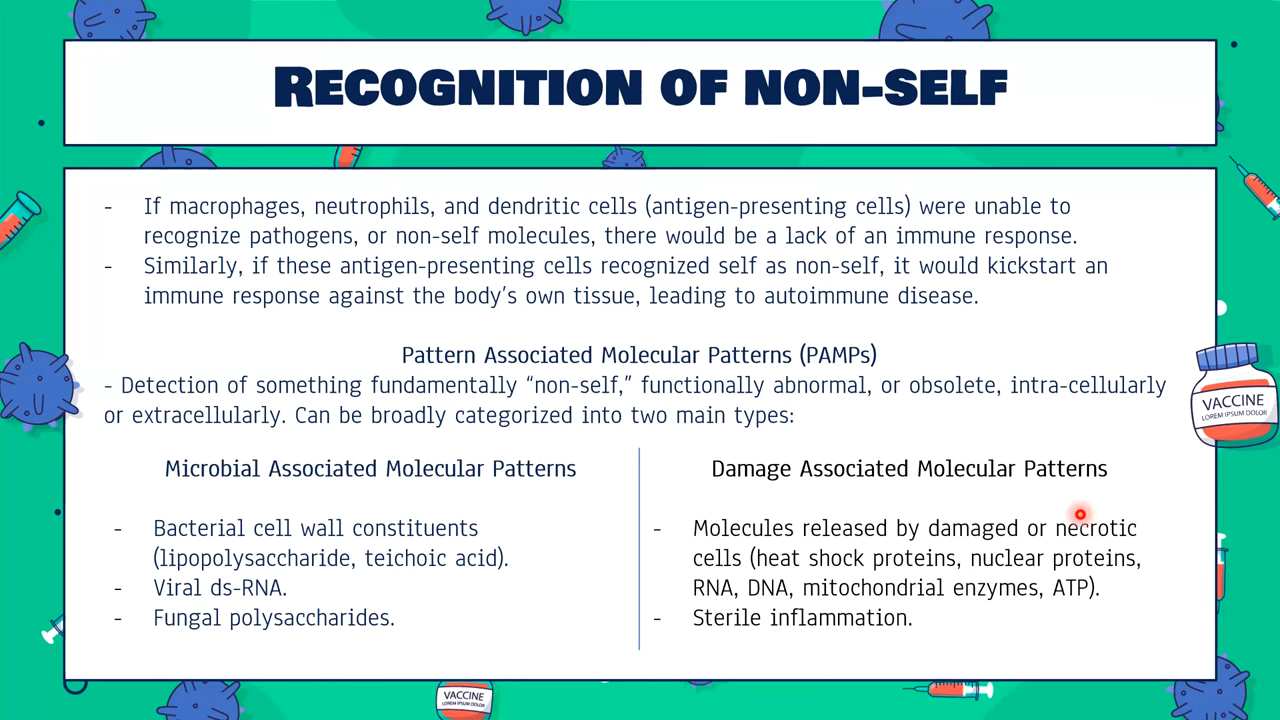 RECOGNITION OF NON-SELF
- If macrophages, neutrophils, and dendritic cells (antigen-presenting cells) were unable to
recognize pathogens, or non-self molecules, there would be a lack of an immune response.
- Similarly, if these antigen-presenting cells recognized self as non-self, it would kickstart an
immune response against the body's own tissue, leading to autoimmune disease.
Pattern Associated Molecular Patterns (PAMPs)
- Detection of something fundamentally “non-self,” functionally abnormal, or obsolete, intra-cellularly
or extracellularly. Can be broadly categorized into two main types:
Microbial Associated Molecular Patterns
- Bacterial cell wall constituents
(lipopolysaccharide, teichoic acid).
- Viral ds-RNA.
- Fungal polysaccharides.
Damage Associated Molecular Patterns
- Molecules released by damaged or necrotic
cells (heat shock proteins, nuclear proteins,
RNA, DNA, mitochondrial enzymes, ATP).
- Sterile inflammation.
VACCINE
LOREM IPSUM DOLOR
VACCINE
LOREM IPSUM DOLOR